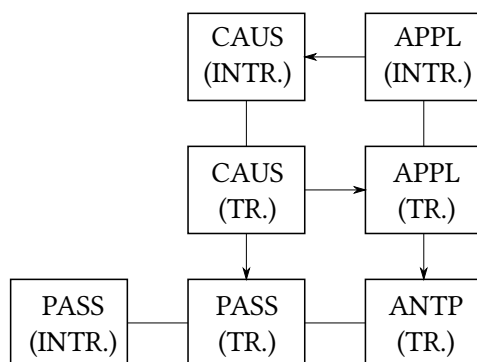 CAUS
(INTR.)
APPL
(INTR.)
CAUS
(TR.)
APPL
(TR.)
PASS
(INTR.)
PASS
(TR.)
ANTP
(TR.)